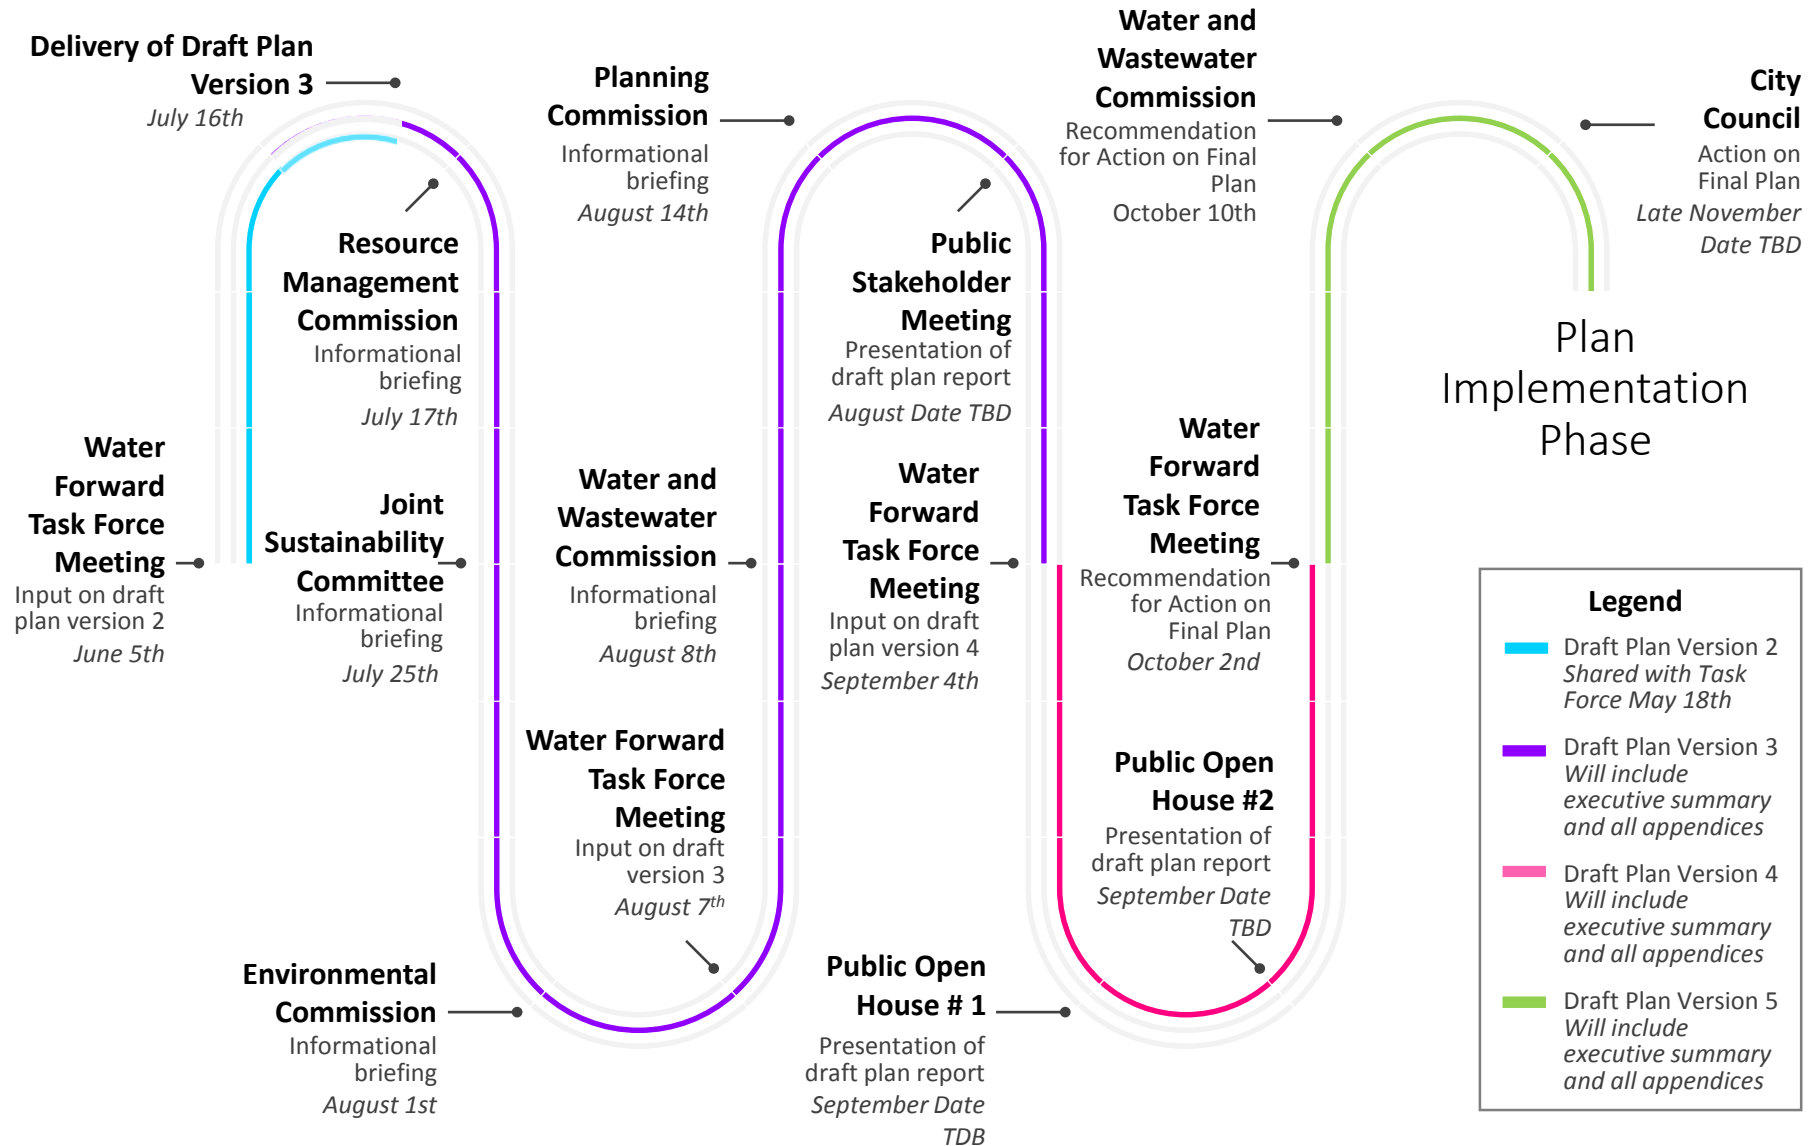 Delivery of Draft Plan
Version 3
July 16th
Resource
Management
Commission
Informational
briefing
July 17th
Water
Forward
Task Force
Meeting
Input on draft
plan version 2
June 5th
Joint
Sustainability
Committee
Informational
briefing
July 25th
Environmental
Commission
Informational
briefing
August 1st
Planning
Commission
Informational
briefing
August 14th
Water and
Wastewater
Commission
Informational
briefing
August 8th
Water Forward
Task Force
Meeting
Input on draft
version 3
August 7th
Public
Stakeholder
Meeting
Presentation of
draft plan report
August Date TBD
Water
Forward
Task Force
Meeting
Input on draft
plan version 4
September 4th
Public Open
House # 1
Presentation of
draft plan report
September Date
TDB
Water and
Wastewater
Commission
Recommendation
for Action on Final
Plan
October 10th
Water
Forward
Task Force
Meeting
Recommendation
for Action on
Final Plan
October 2nd
Public Open
House #2
Presentation of
draft plan report
September Date
TBD
City
Council
Action on
Final Plan
Late November
Date TBD
Plan
Implementation
Phase
Legend
Draft Plan Version 2
Shared with Task
Force May 18th
Draft Plan Version 3
Will include
executive summary
and all appendices
Draft Plan Version 4
Will include
executive summary
and all appendices
Draft Plan Version 5
Will include
executive summary
and all appendices